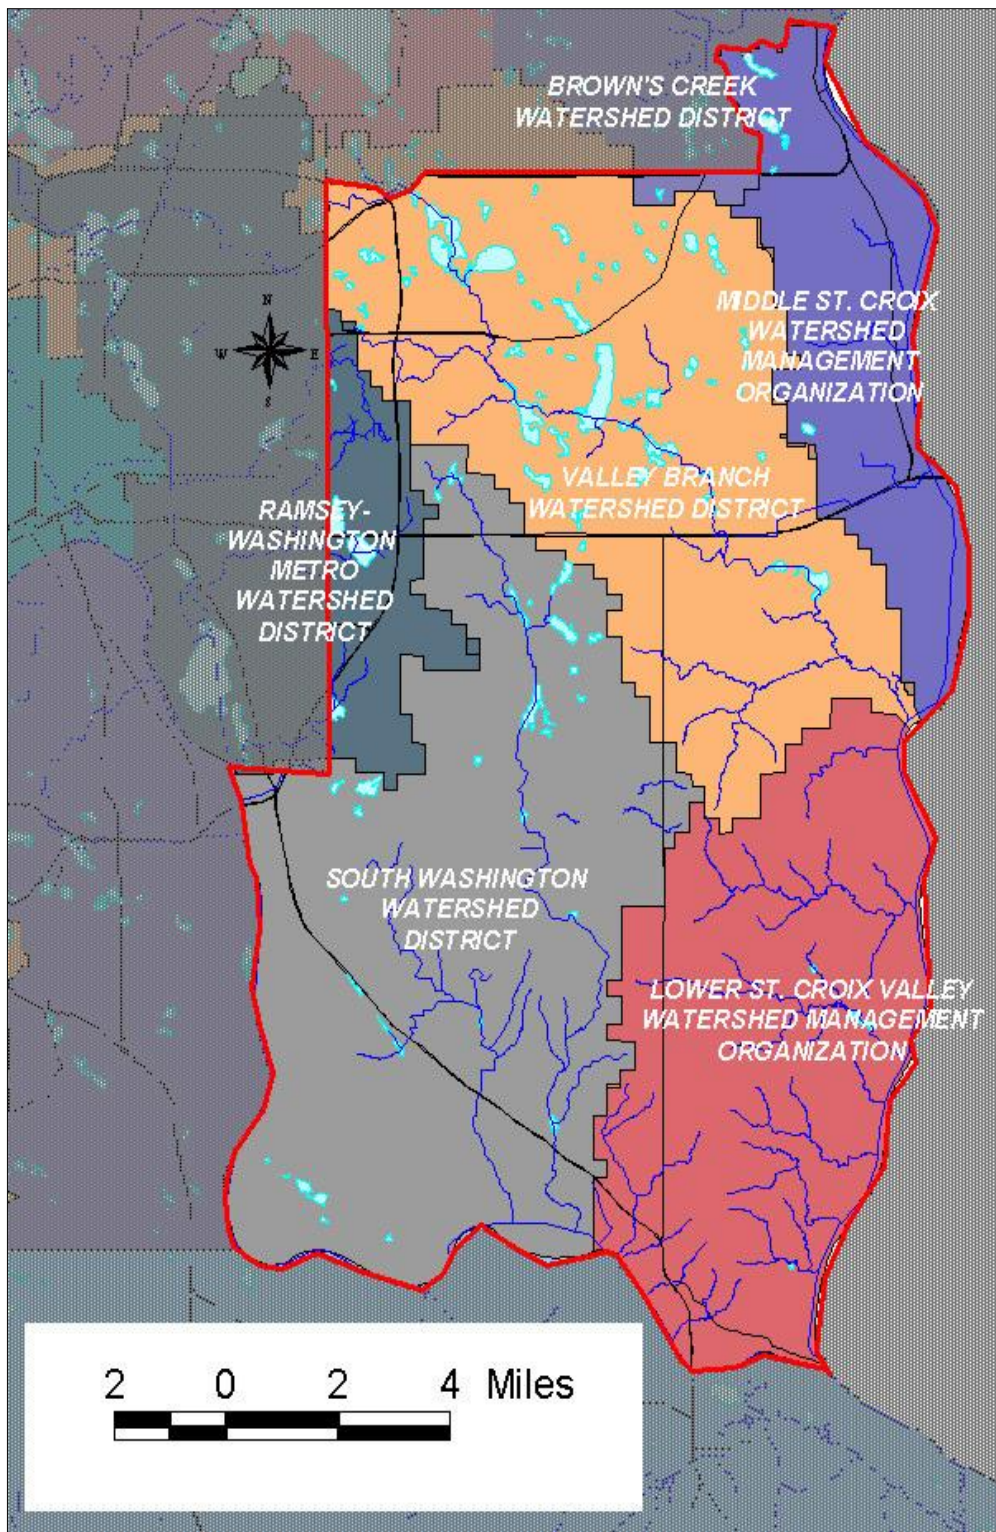 BROWN'S CREEK
WATERSHED DISTRICT
N
W E
S
MIDDLE ST. CROIX
WATERSHED
MANAGEMENT
ORGANIZATION
VALLEY BRANCH
WATERSHED DISTRICT
RAMSEY-
WASHINGTON
METRO
WATERSHED
DISTRICT
SOUTH WASHINGTON
WATERSHED
DISTRICT
LOWER ST. CROIX VALLEY
WATERSHED MANAGEMENT
ORGANIZATION
2 0 2 4 Miles